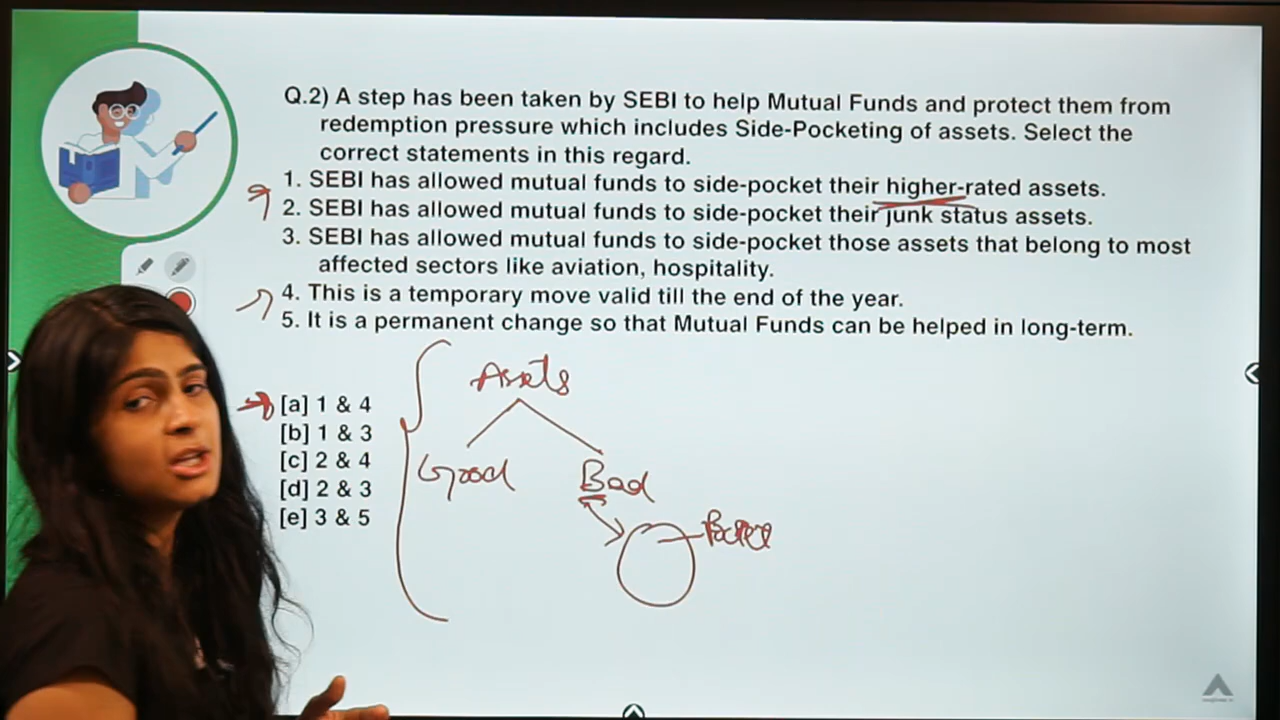 Q.2) A step has been taken by SEBI to help Mutual Funds and protect them from
redemption pressure which includes Side-Pocketing of assets. Select the
correct statements in this regard.
1. SEBI has allowed mutual funds to side-pocket their higher-rated assets.
2. SEBI has allowed mutual funds to side-pocket their junk status assets.
3. SEBI has allowed mutual funds to side-pocket those assets that belong to most
affected sectors like aviation, hospitality.
4. This is a temporary move valid till the end of the year.
5. It is a permanent change so that Mutual Funds can be helped in long-term.
[a] 1 & 4
[b] 1 & 3
[c] 2 & 4
[d] 2 & 3
[e] 3 & 5
Assets
Good Bad
Pocket